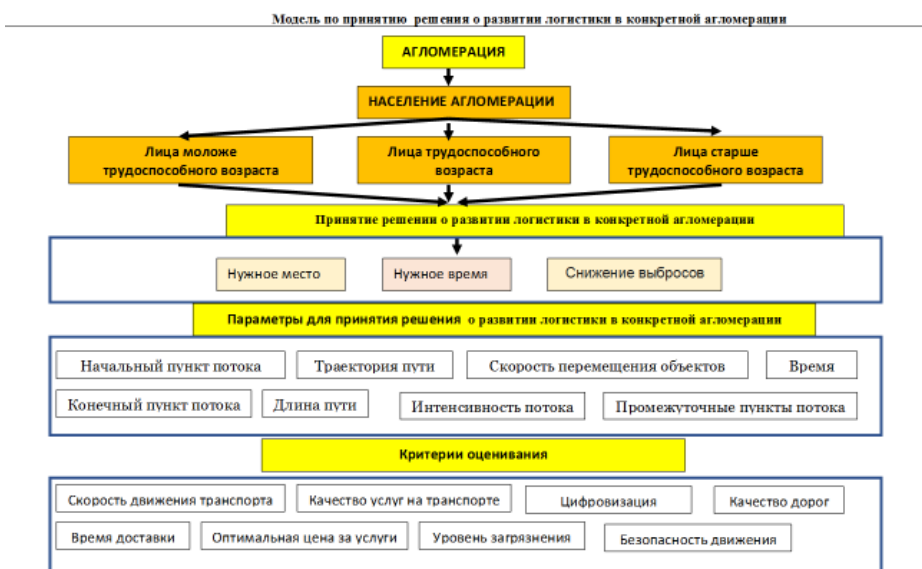 Модель по принятию решения о развитии логистики в конкретной агломерации
АГЛОМЕРАЦИЯ
НАСЕЛЕНИЕ АГЛОМЕРАЦИИ
Лица моложе
трудоспособного возраста
Лица трудоспособного
возраста
Лица старше
трудоспособного возраста
Принятие решении о развитии логистики в конкретной агломерации
Нужное место
Нужное время
Снижение выбросов
Параметры для принятия решения о развитии логистики в конкретной агломерации
Начальный пункт потока
Траектория пути
Скорость перемещения объектов
Время
Конечный пункт потока
Длина пути
Интенсивность потока
Промежуточные пункты потока
Критерии оценивания
Скорость движения транспорта
Качество услуг на транспорте
Цифровизация
Качество дорог
Время доставки
Оптимальная цена за услуги
Уровень загрязнения
Безопасность движения